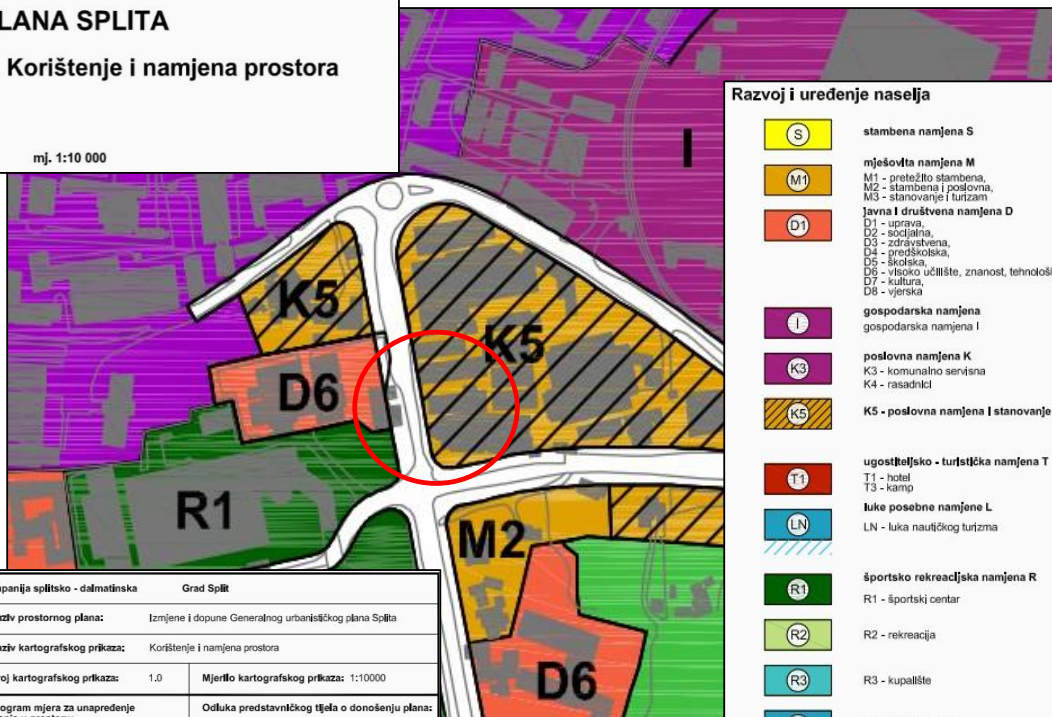 LANA SPLITA
Korištenje i namjena prostora
mj. 1:10 000
I
K5
K5
D6
R1
M2
D6
Razvoj i uređenje naselja
S
stambena namjena S
M1
mješovita namjena M
M1 - pretežito stambena,
M2 - stambena i poslovna,
M3 - stanovanje i turizam
D1
javna i društvena namjena D
D1 - uprava,
D2 - socijalna,
D3 - zdravstvena,
D4 - predškolska,
D5 - školska,
D6 - visoko učilište, znanost, tehnološki
D7 - kultura,
D8 - vjerska
I
gospodarska namjena
gospodarska namjena I
K3
poslovna namjena K
K3 - komunalno servisna
K4 - rasadnici
K5
K5 - poslovna namjena i stanovanje
T1
ugostiteljsko - turistička namjena T
T1 - hotel
T3 - kamp
LN
luke posebne namjene L
LN - luka nautičkog turizma
R1
športsko rekreacijska namjena R
R1 - športski centar
R2
R2 - rekreacija
R3
R3 - kupalište
upanija splitsko - dalmatinska Grad Split
aziv prostornog plana: Izmjene i dopune Generalnog urbanističkog plana Splita
aziv kartografskog prikaza: Korištenje i namjena prostora
oj kartografskog prikaza: 1.0 Mjerilo kartografskog prikaza: 1:10000
ogram mjera za unapređenje Odluka predstavničkog tijela o donošenju plana: